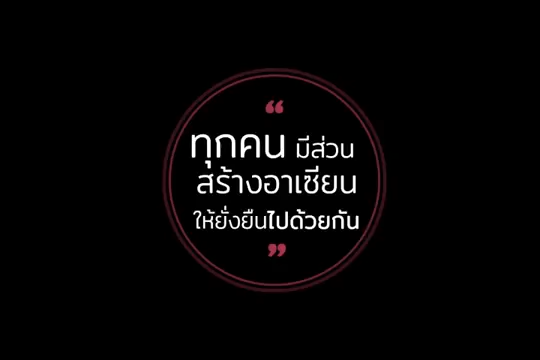 “
ทุกคน มีส่วน
สร้างอาเซียน
ให้ยั่งยืนไปด้วยกัน
”